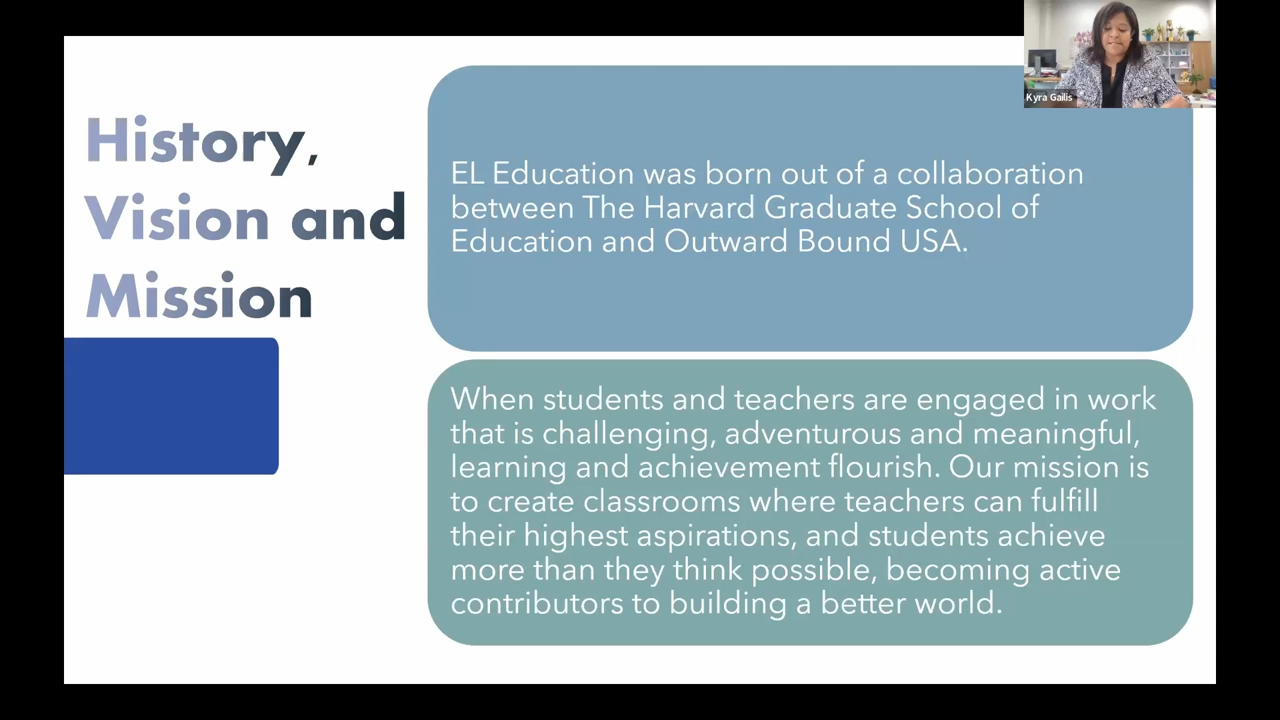 History,
Vision and
Mission
EL Education was born out of a collaboration
between The Harvard Graduate School of
Education and Outward Bound USA.
When students and teachers are engaged in work
that is challenging, adventurous and meaningful,
learning and achievement flourish. Our mission is
to create classrooms where teachers can fulfill
their highest aspirations, and students achieve
more than they think possible, becoming active
contributors to building a better world.
Kyra Gailis